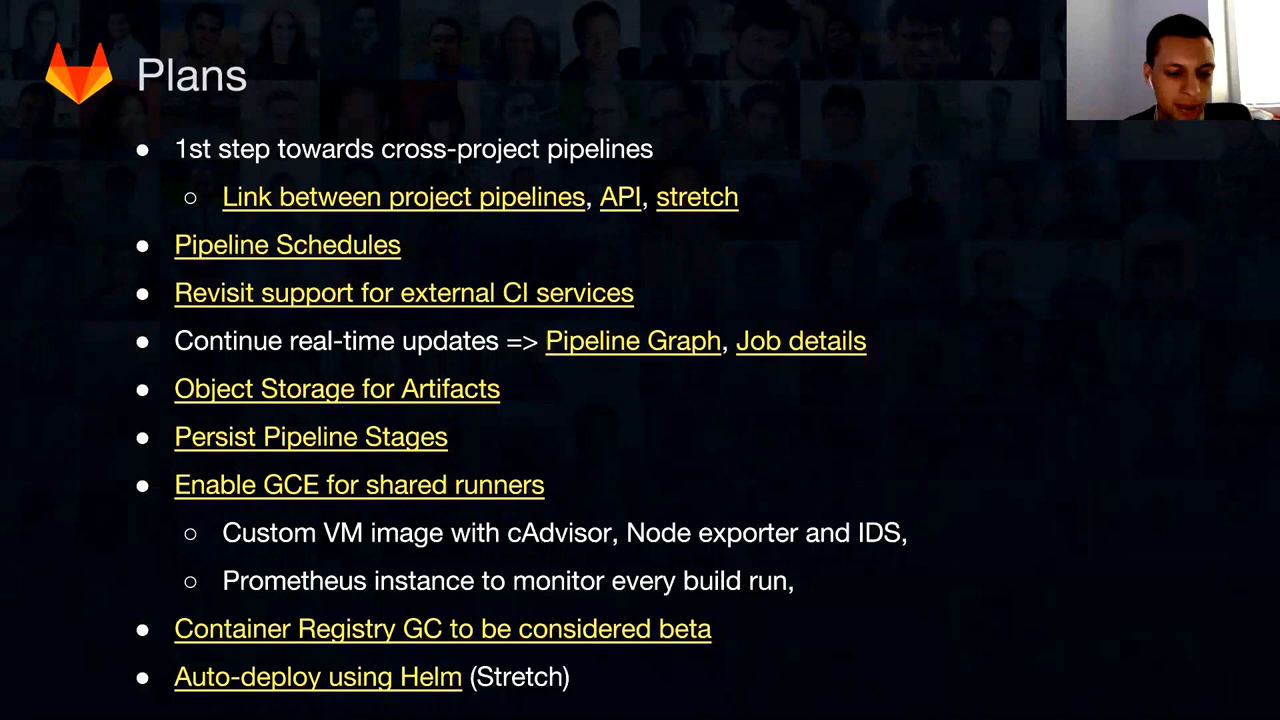 Plans
● 1st step towards cross-project pipelines
○ Link between project pipelines, API, stretch
● Pipeline Schedules
● Revisit support for external CI services
● Continue real-time updates => Pipeline Graph, Job details
● Object Storage for Artifacts
● Persist Pipeline Stages
● Enable GCE for shared runners
○ Custom VM image with cAdvisor, Node exporter and IDS,
○ Prometheus instance to monitor every build run,
● Container Registry GC to be considered beta
● Auto-deploy using Helm (Stretch)